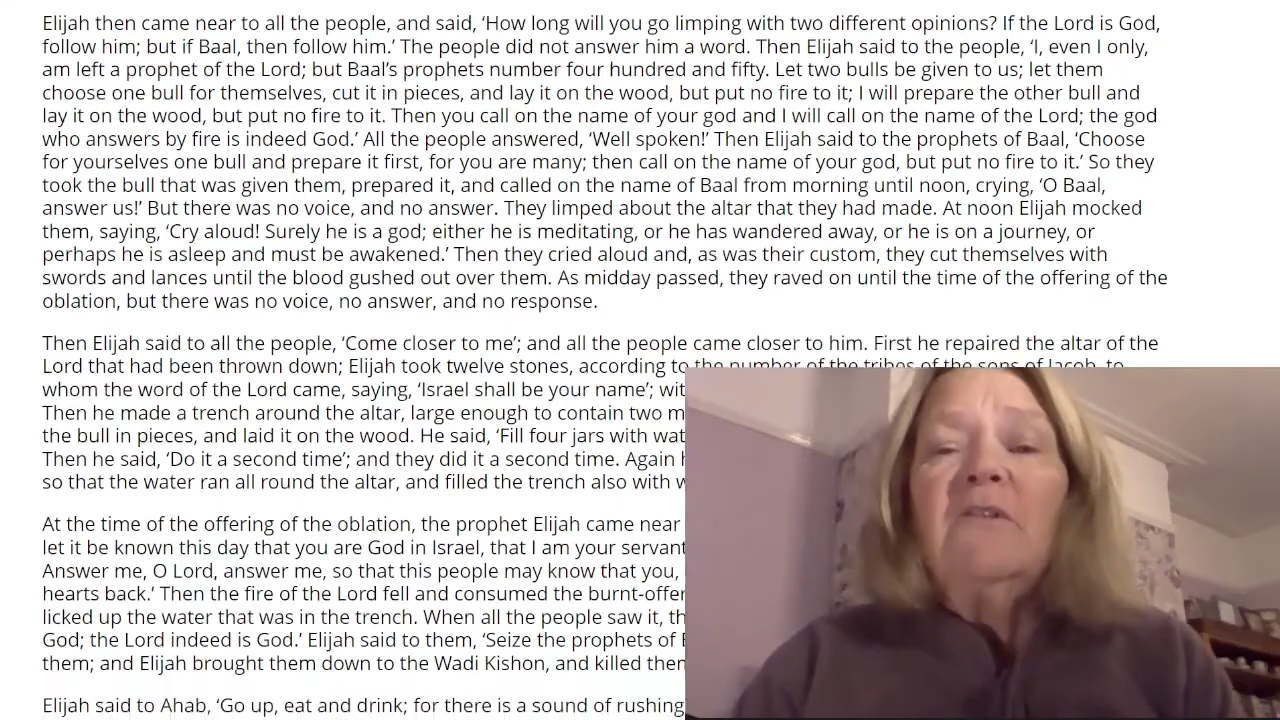 Elijah then came near to all the people, and said, ‘How long will you go limping with two different opinions? If the Lord is God,
follow him; but if Baal, then follow him.’ The people did not answer him a word. Then Elijah said to the people, ‘I, even I only,
am left a prophet of the Lord; but Baal’s prophets number four hundred and fifty. Let two bulls be given to us; let them
choose one bull for themselves, cut it in pieces, and lay it on the wood, but put no fire to it; I will prepare the other bull and
lay it on the wood, but put no fire to it. Then you call on the name of your god and I will call on the name of the Lord; the god
who answers by fire is indeed God.’ All the people answered, ‘Well spoken!’ Then Elijah said to the prophets of Baal, ‘Choose
for yourselves one bull and prepare it first, for you are many; then call on the name of your god, but put no fire to it.’ So they
took the bull that was given them, prepared it, and called on the name of Baal from morning until noon, crying, ‘O Baal,
answer us!’ But there was no voice, and no answer. They limped about the altar that they had made. At noon Elijah mocked
them, saying, ‘Cry aloud! Surely he is a god; either he is meditating, or he has wandered away, or he is on a journey, or
perhaps he is asleep and must be awakened.’ Then they cried aloud and, as was their custom, they cut themselves with
swords and lances until the blood gushed out over them. As midday passed, they raved on until the time of the offering of the
oblation, but there was no voice, no answer, and no response.
Then Elijah said to all the people, ‘Come closer to me’; and all the people came closer to him. First he repaired the altar of the
Lord that had been thrown down; Elijah took twelve stones, according to the number of the tribes of the sons of Jacob, to
whom the word of the Lord came, saying, ‘Israel shall be your name’;
Then he made a trench around the altar, large enough to contain two
the bull in pieces, and laid it on the wood. He said, ‘Fill four jars with
Then he said, ‘Do it a second time’; and they did it a second time. Again
so that the water ran all round the altar, and filled the trench also with
At the time of the offering of the oblation, the prophet Elijah came near
let it be known this day that you are God in Israel, that I am your servant
Answer me, O Lord, answer me, so that this people may know that you,
hearts back.’ Then the fire of the Lord fell and consumed the
licked up the water that was in the trench. When all the people saw it,
God; the Lord indeed is God.’ Elijah said to them, ‘Seize the prophets of
them; and Elijah brought them down to the Wadi Kishon, and killed
Elijah said to Ahab, ‘Go up, eat and drink; for there is a sound of rushing